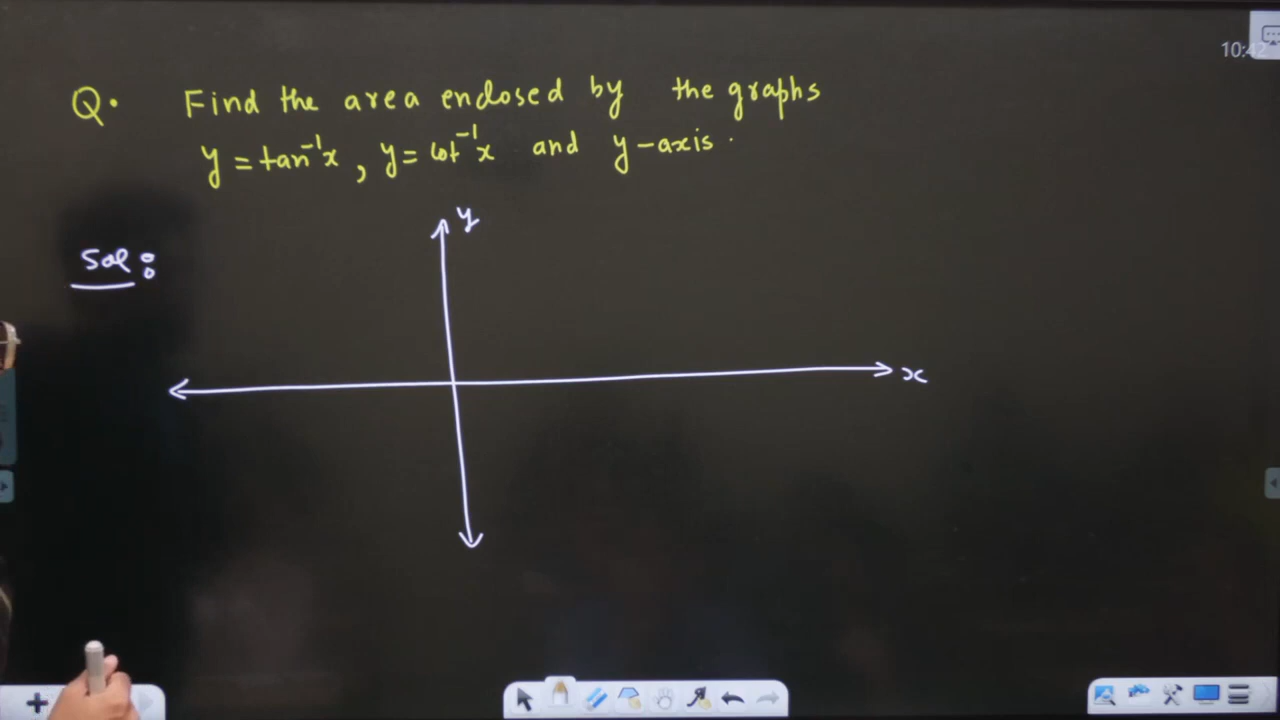 10:42
Q. Find the area enclosed by the graphs
y = tan⁻¹x , y = cot⁻¹x and y-axis.
Sol :
y
x